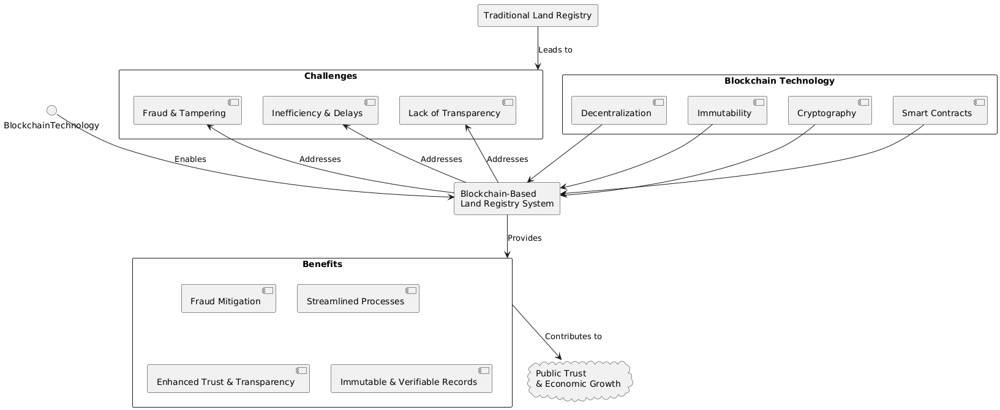 Traditional Land Registry
Leads to
Challenges
Blockchain Technology
Fraud & Tampering
Inefficiency & Delays
Lack of Transparency
Decentralization
Immutability
Cryptography
Smart Contracts
BlockchainTechnology
Enables
Addresses
Addresses
Addresses
Blockchain-Based
Land Registry System
Provides
Benefits
Fraud Mitigation
Streamlined Processes
Contributes to
Enhanced Trust & Transparency
Immutable & Verifiable Records
Public Trust
& Economic Growth